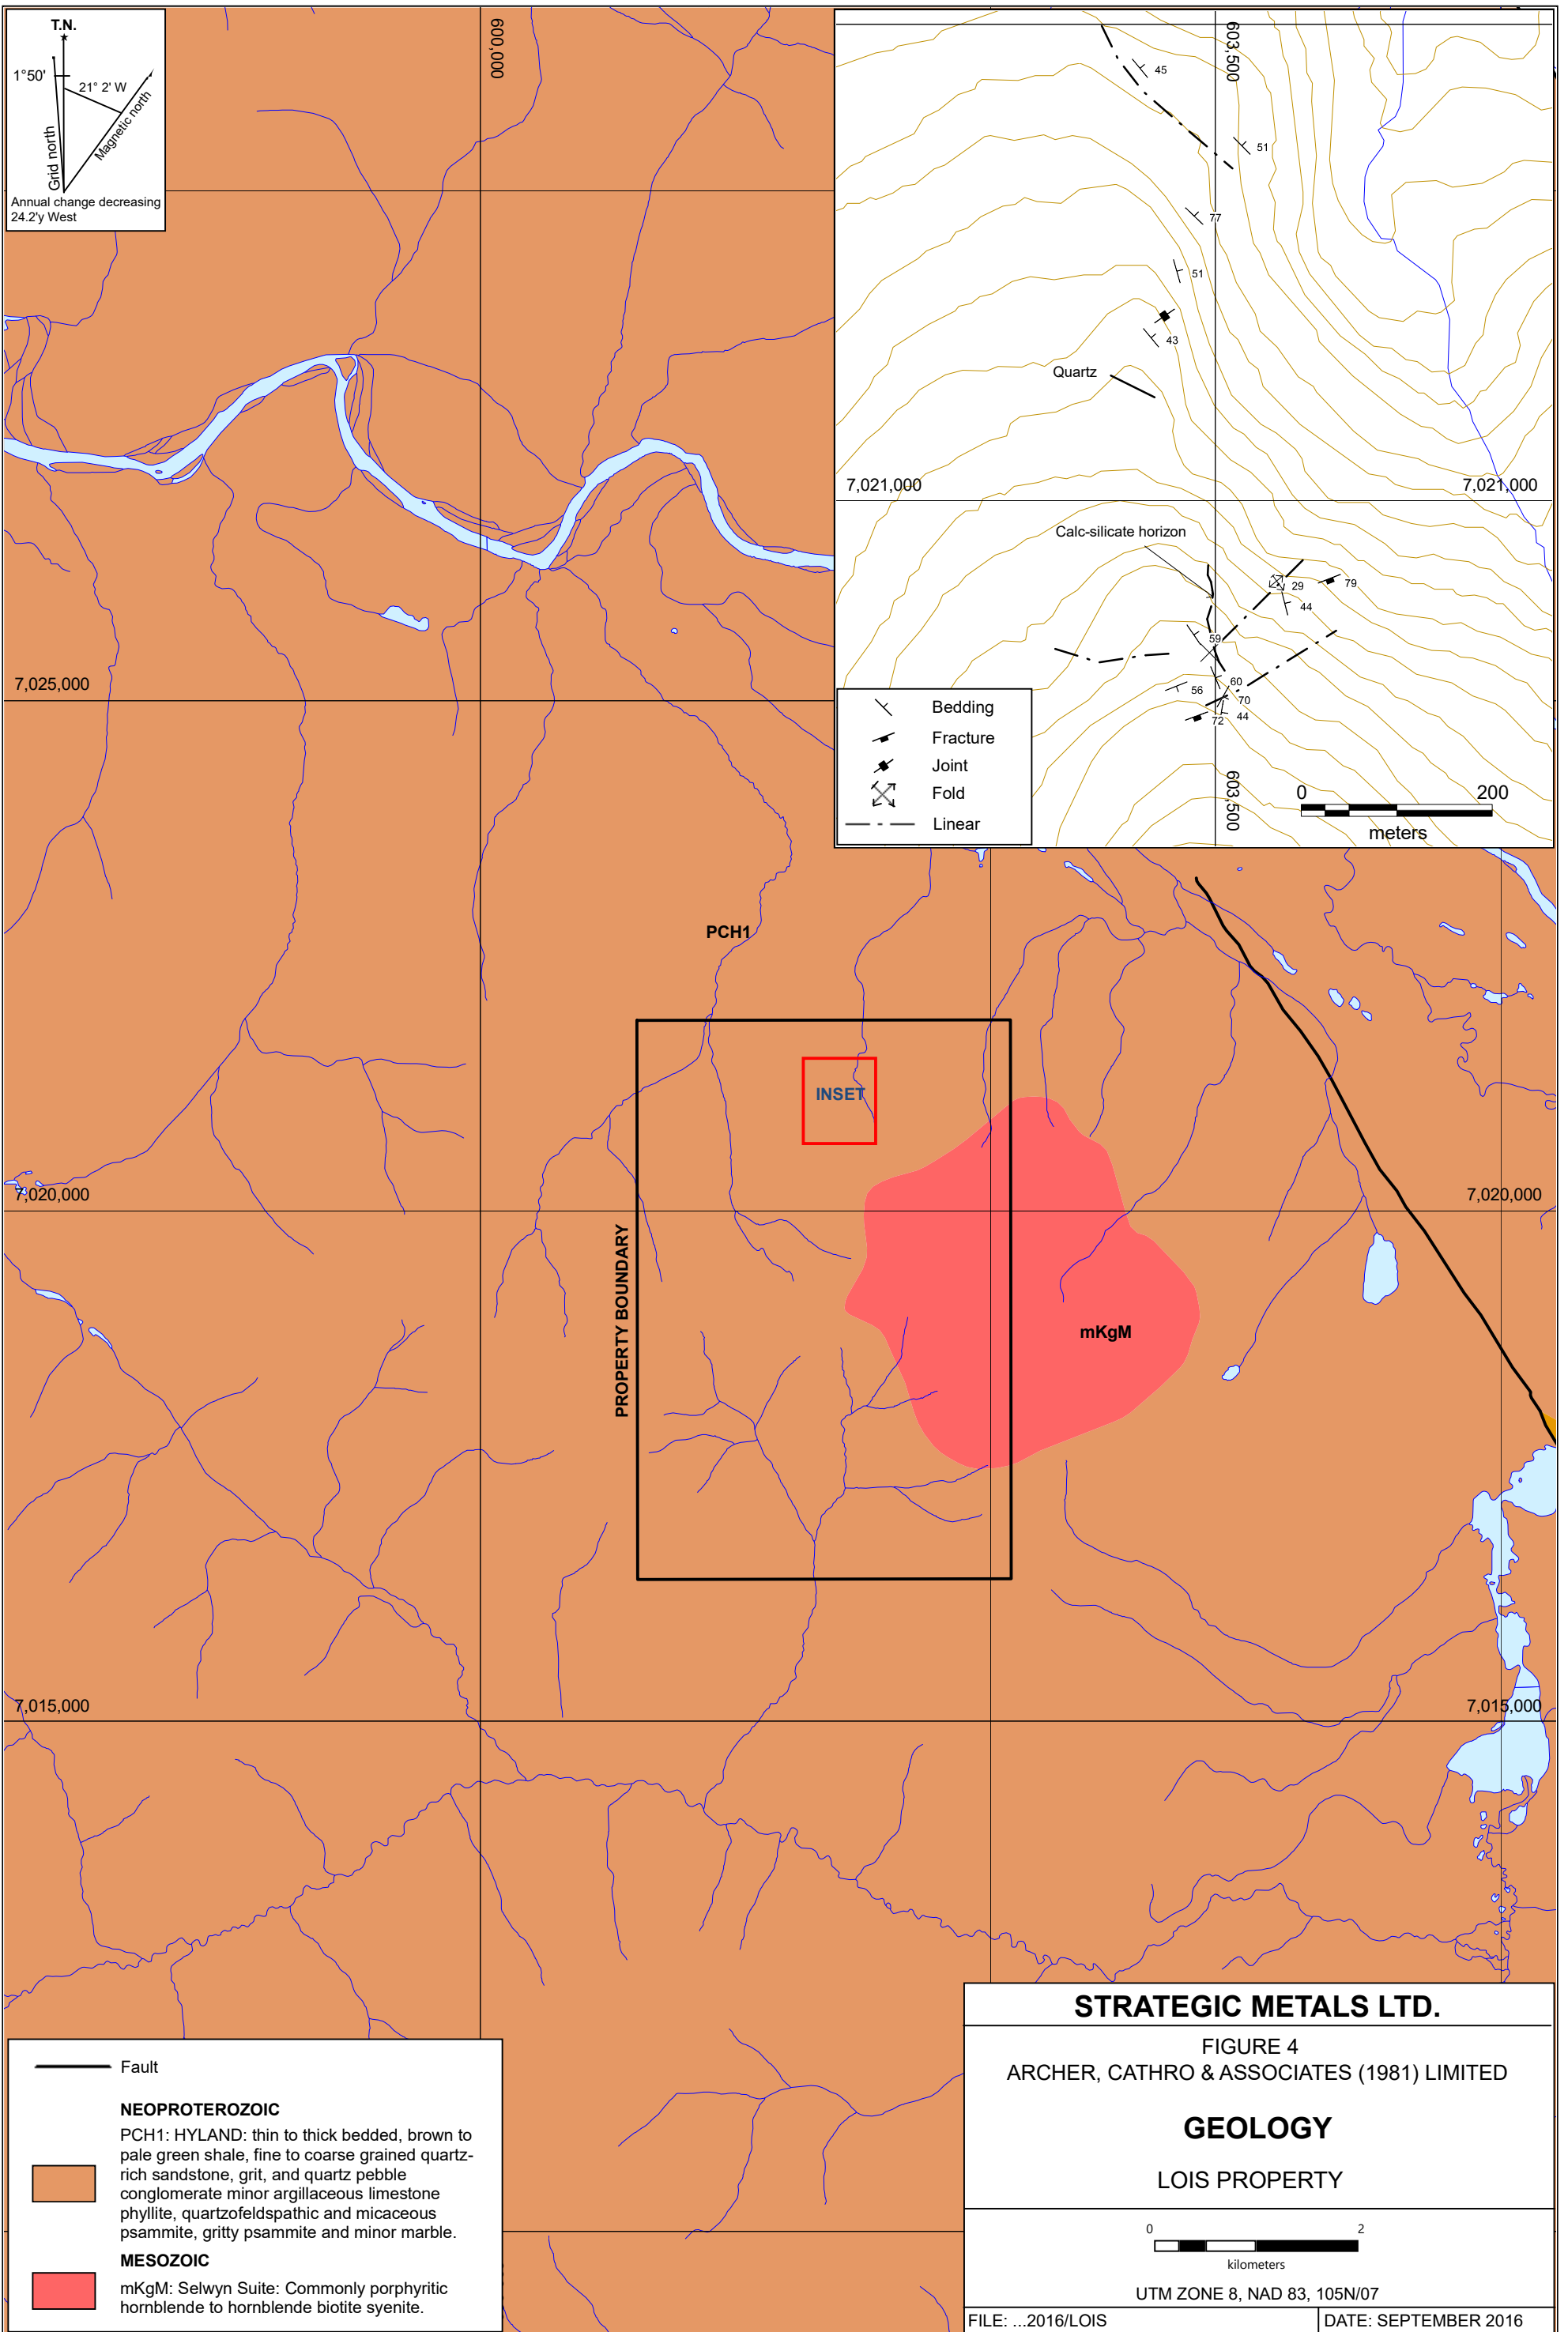 T.N.
1°50'
21° 2' W
Grid north
Magnetic north
Annual change decreasing
24.2'y West
600,000
603,500
45
51
77
51
43
Quartz
7,021,000
7,021,000
Calc-silicate horizon
29
79
44
59
60
56
70
72
44
603,500
Bedding
Fracture
Joint
Fold
Linear
0
200
meters
7,025,000
PCH1
INSET
7,020,000
7,020,000
PROPERTY BOUNDARY
mKgM
7,015,000
7,015,000
Fault
NEOPROTEROZOIC
PCH1: HYLAND: thin to thick bedded, brown to
pale green shale, fine to coarse grained quartz-
rich sandstone, grit, and quartz pebble
conglomerate minor argillaceous limestone
phyllite, quartzofeldspathic and micaceous
psammite, gritty psammite and minor marble.
MESOZOIC
mKgM: Selwyn Suite: Commonly porphyritic
hornblende to hornblende biotite syenite.
STRATEGIC METALS LTD.
FIGURE 4
ARCHER, CATHRO & ASSOCIATES (1981) LIMITED
GEOLOGY
LOIS PROPERTY
0
2
kilometers
UTM ZONE 8, NAD 83, 105N/07
FILE: ...2016/LOIS
DATE: SEPTEMBER 2016